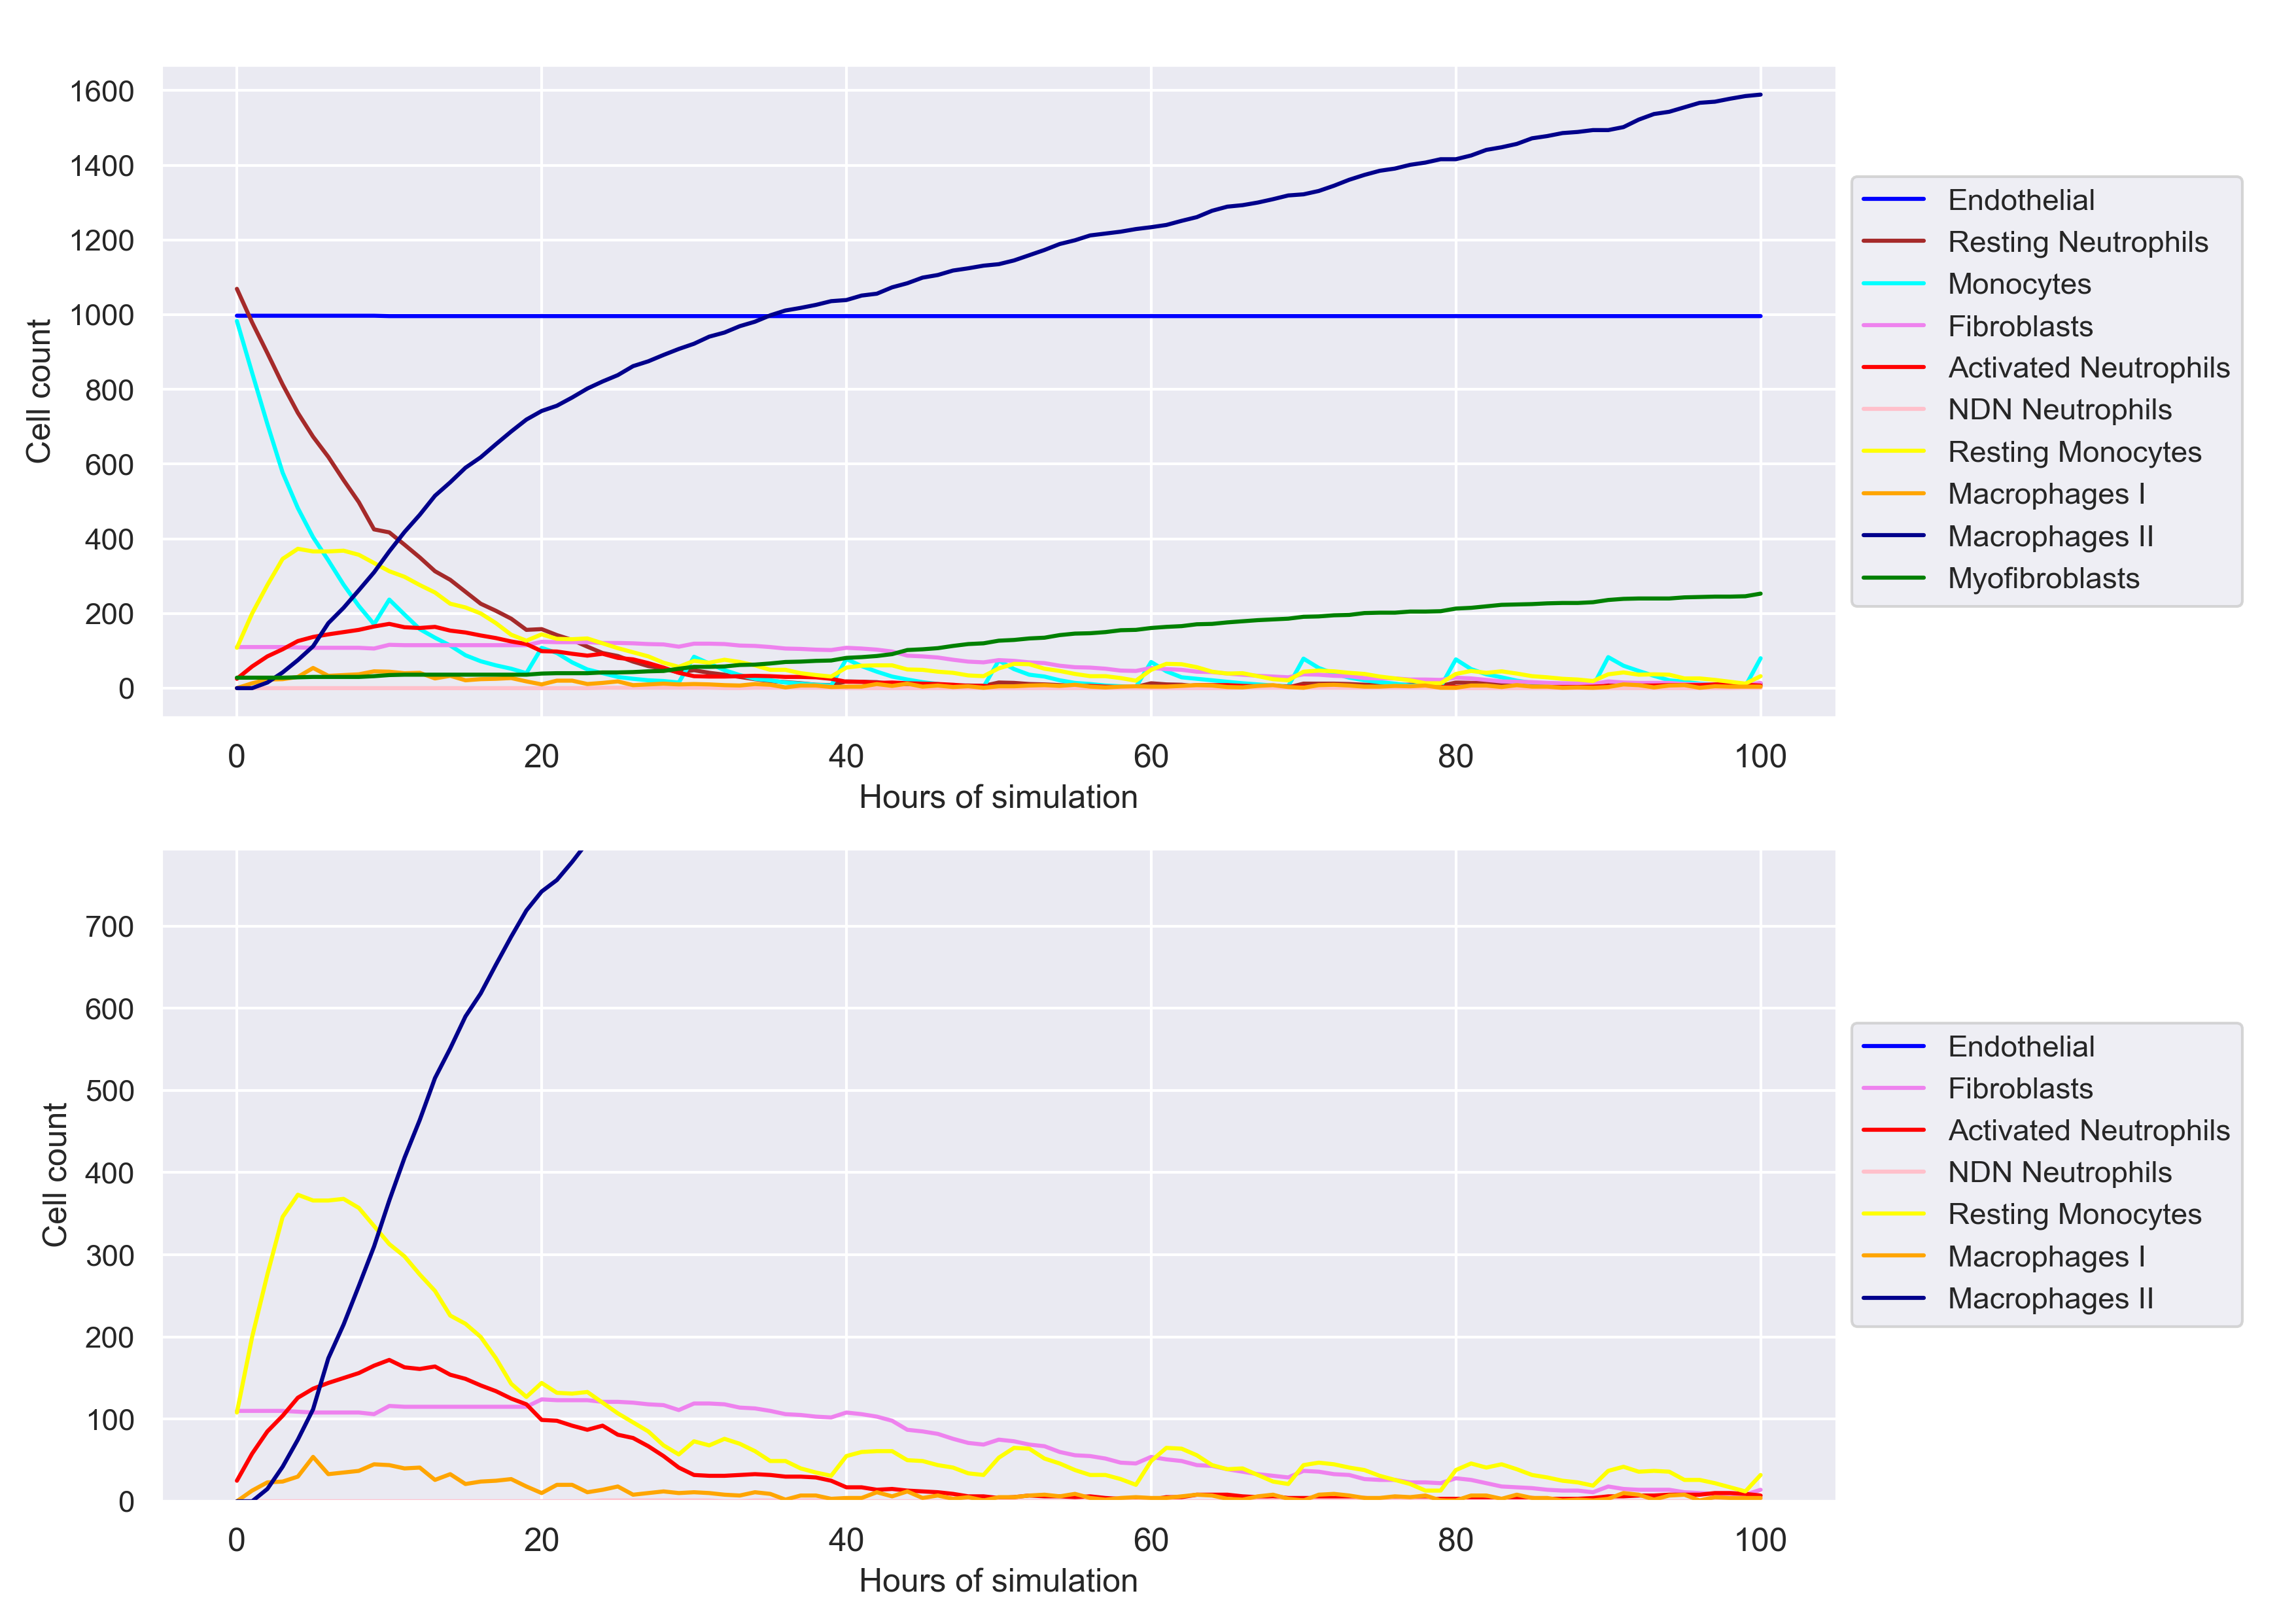 1600
1400
1200
1000
800
600
400
200
0
Cell count
0 20 40 60 80 100
Hours of simulation
Endothelial
Resting Neutrophils
Monocytes
Fibroblasts
Activated Neutrophils
NDN Neutrophils
Resting Monocytes
Macrophages I
Macrophages II
Myofibroblasts
700
600
500
400
300
200
100
0
Cell count
0 20 40 60 80 100
Hours of simulation
Endothelial
Fibroblasts
Activated Neutrophils
NDN Neutrophils
Resting Monocytes
Macrophages I
Macrophages II